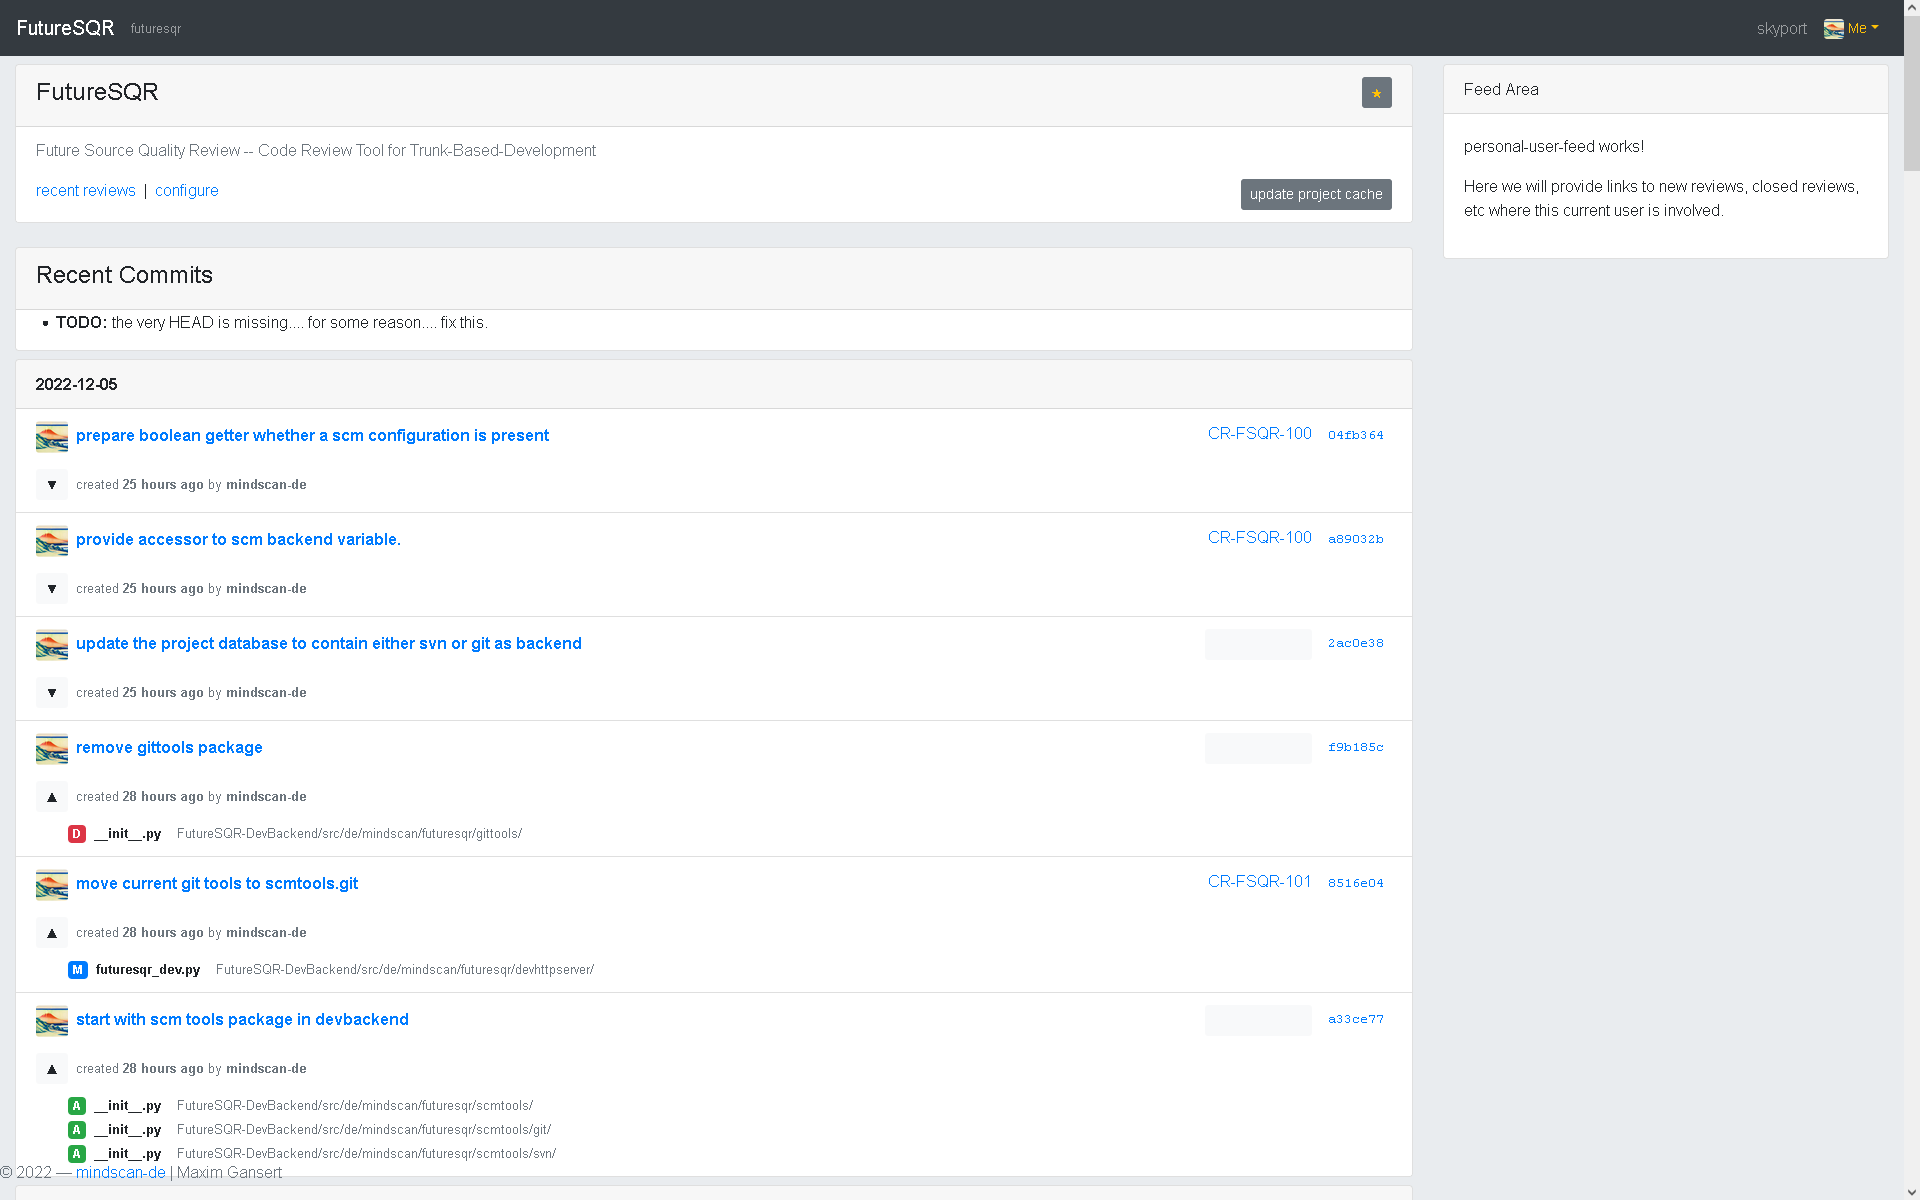 FutureSQR futuresqr skyport Me
FutureSQR ★
Future Source Quality Review -- Code Review Tool for Trunk-Based-Development
recent reviews | configure update project cache
Feed Area
personal-user-feed works!
Here we will provide links to new reviews, closed reviews,
etc where this current user is involved.
Recent Commits
• TODO: the very HEAD is missing.... for some reason.... fix this.
2022-12-05
prepare boolean getter whether a scm configuration is present CR-FSQR-100 04fb364
▼ created 25 hours ago by mindscan-de
provide accessor to scm backend variable. CR-FSQR-100 a89032b
▼ created 25 hours ago by mindscan-de
update the project database to contain either svn or git as backend 2ac0e38
▼ created 25 hours ago by mindscan-de
remove gittools package f9b185c
▲ created 28 hours ago by mindscan-de
D __init__.py FutureSQR-DevBackend/src/de/mindscan/futuresqr/gittools/
move current git tools to scmtools.git CR-FSQR-101 8516e04
▲ created 28 hours ago by mindscan-de
M futuresqr_dev.py FutureSQR-DevBackend/src/de/mindscan/futuresqr/devhttpserver/
start with scm tools package in devbackend a33ce77
▲ created 28 hours ago by mindscan-de
A __init__.py FutureSQR-DevBackend/src/de/mindscan/futuresqr/scmtools/
A __init__.py FutureSQR-DevBackend/src/de/mindscan/futuresqr/scmtools/git/
A __init__.py FutureSQR-DevBackend/src/de/mindscan/futuresqr/scmtools/svn/
© 2022 — mindscan-de | Maxim Gansert